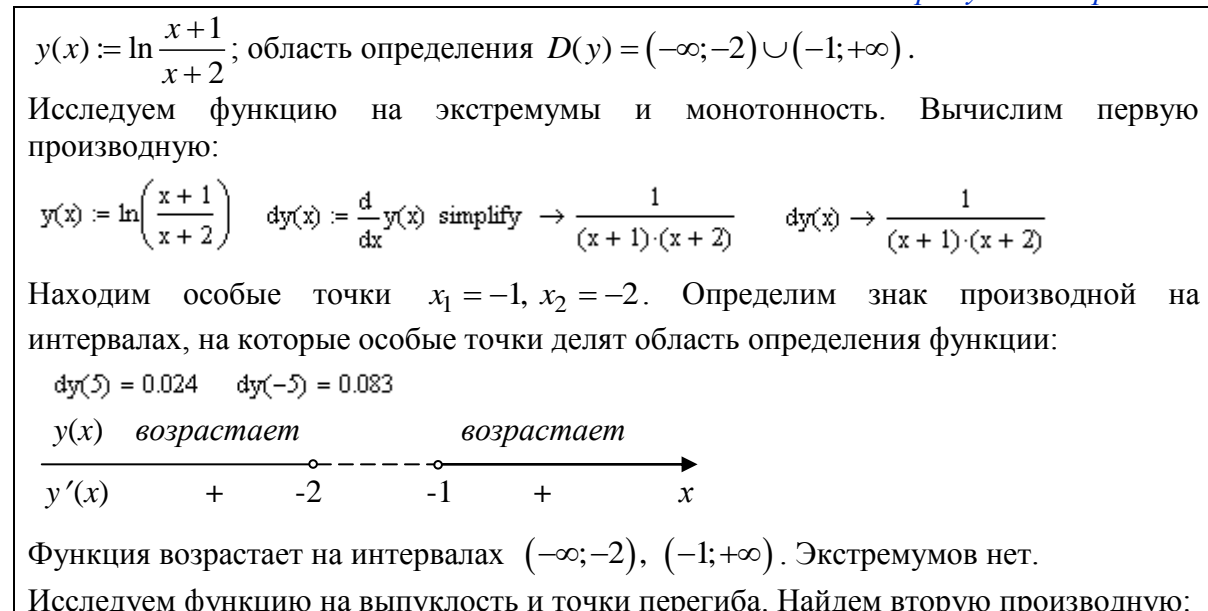 y(x) := ln (x+1)/(x+2); область определения D(y) = (−∞;−2)∪(−1;+∞).
Исследуем функцию на экстремумы и монотонность. Вычислим первую
производную:
y(x) := ln((x + 1)/(x + 2)) dy(x) := d/dx y(x) simplify → 1/((x + 1)·(x + 2)) dy(x) → 1/((x + 1)·(x + 2))
Находим особые точки x₁ = −1, x₂ = −2. Определим знак производной на
интервалах, на которые особые точки делят область определения функции:
dy(5) = 0.024 dy(−5) = 0.083
y(x) возрастает возрастает
y′(x) + -2 -1 + x
Функция возрастает на интервалах (−∞;−2), (−1;+∞). Экстремумов нет.
Исследуем функцию на выпуклость и точки перегиба. Найдем вторую производную: